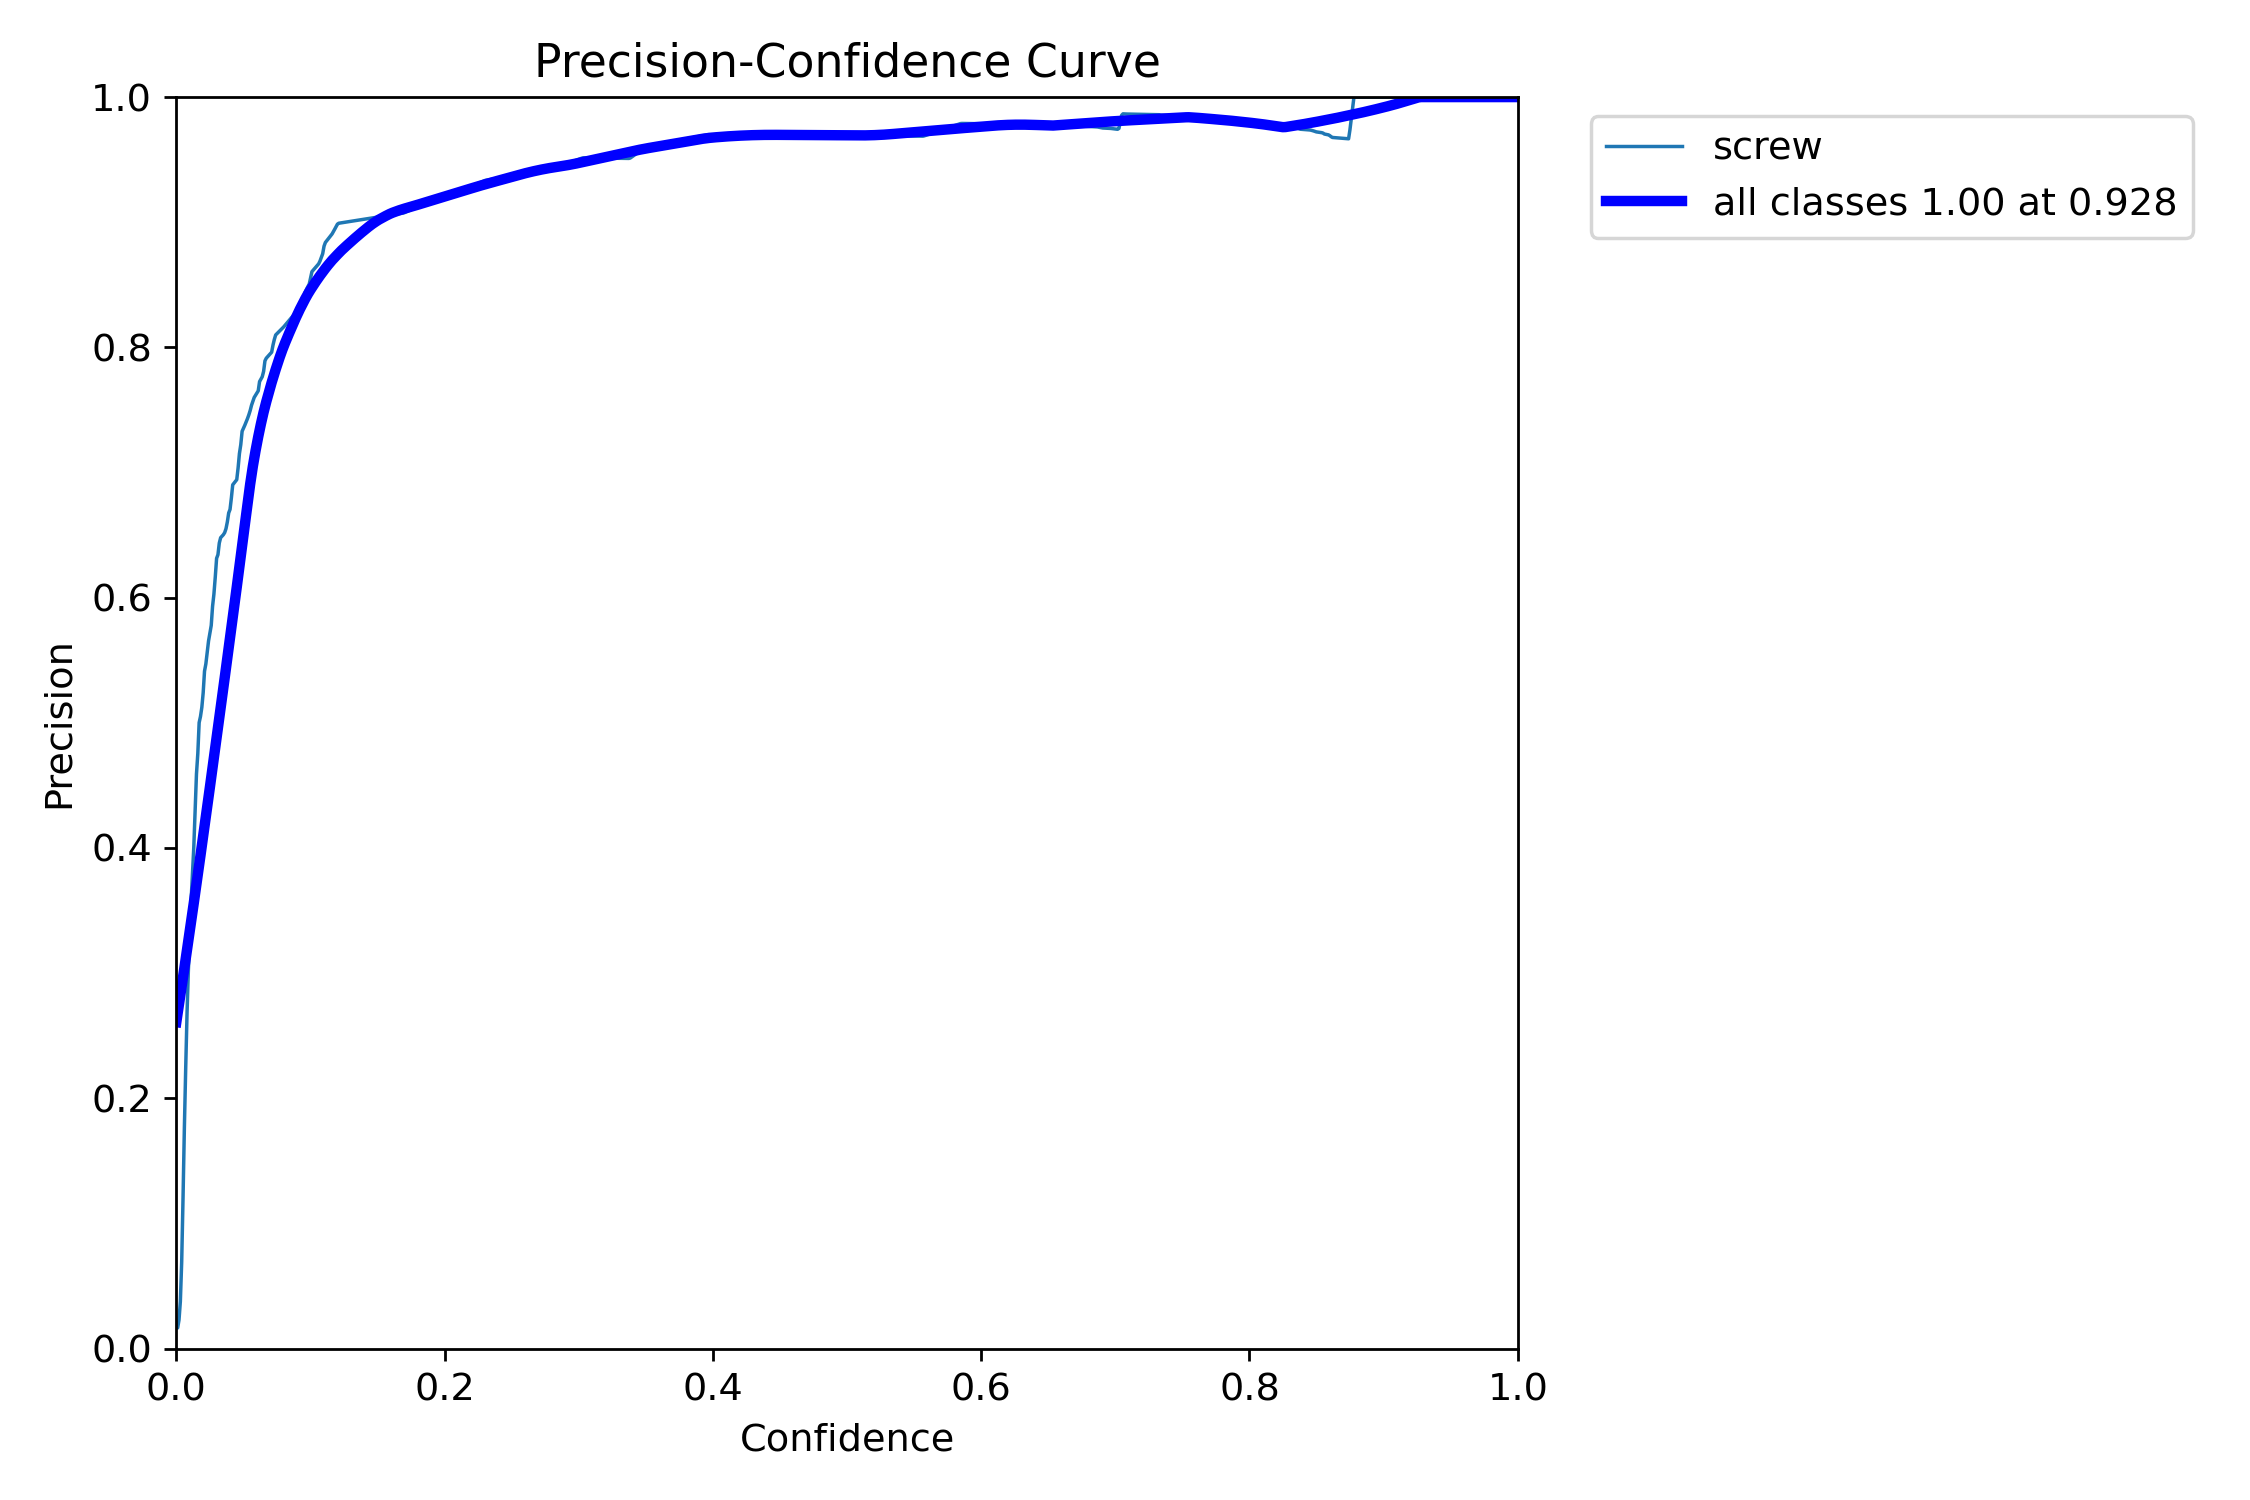 Precision-Confidence Curve
1.0
0.8
0.6
0.4
0.2
0.0
Precision
0.0 0.2 0.4 0.6 0.8 1.0
Confidence
screw
all classes 1.00 at 0.928